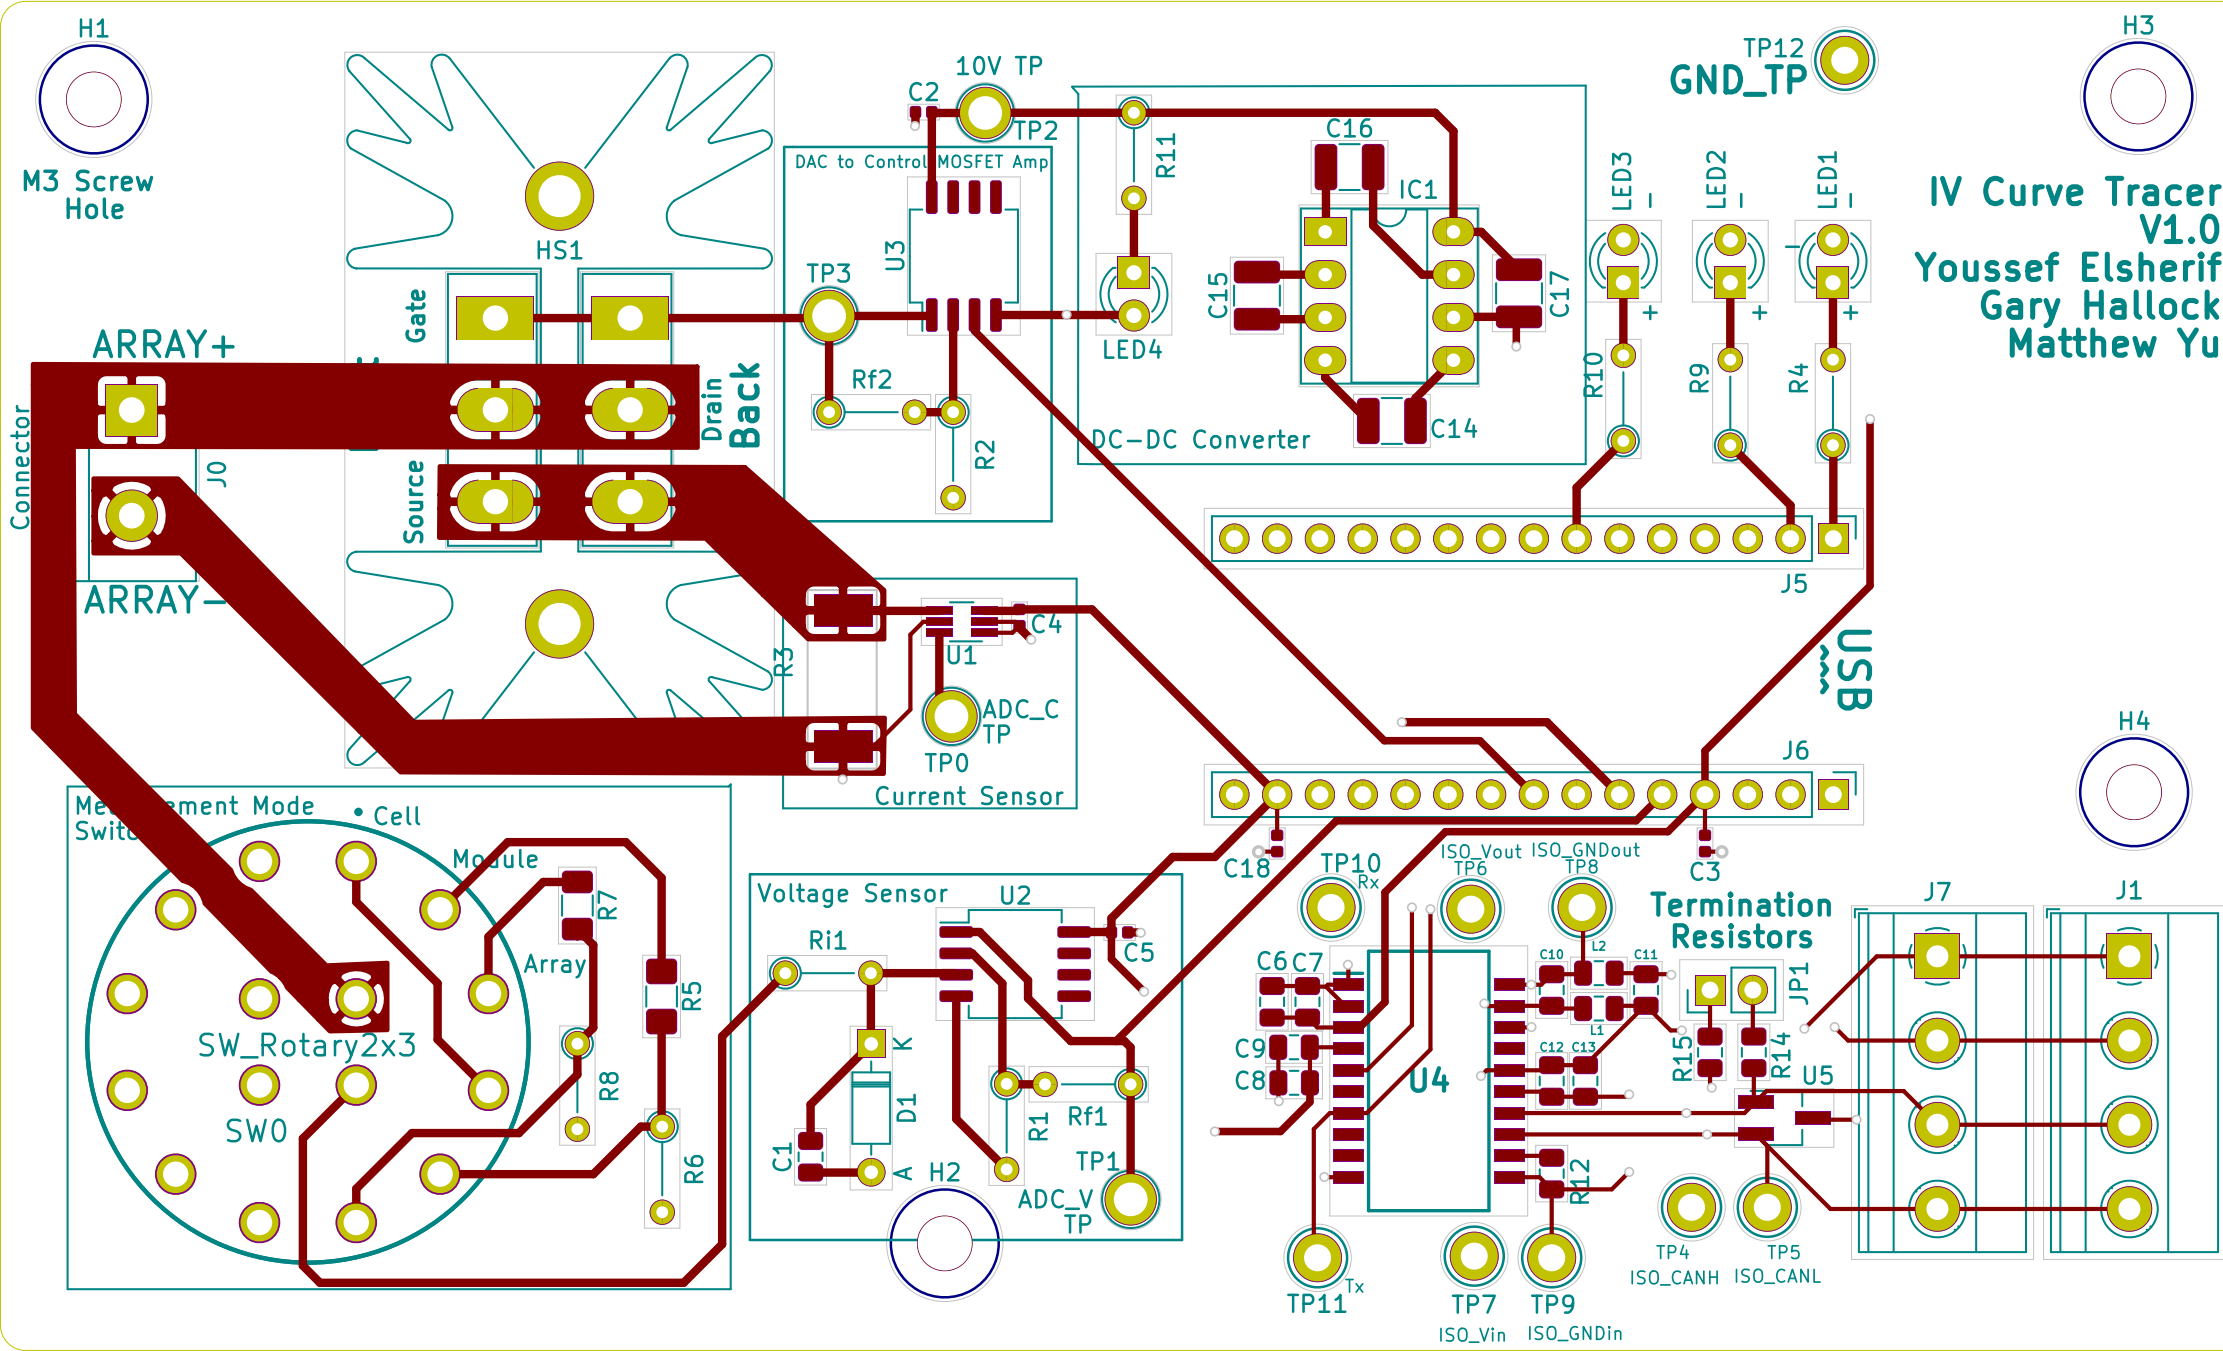 H1
M3 Screw
Hole
HS1
Gate
Drain
Back
Source
ARRAY+
Connector
J0
ARRAY-
C2
10V TP
TP2
DAC to Control MOSFET Amp
U3
TP3
Rf2
R2
R11
LED4
C16
IC1
C15
C17
C14
DC-DC Converter
TP12
GND_TP
H3
LED3
-
LED2
-
LED1
-
-
+
+
+
R10
R9
R4
IV Curve Tracer
V1.0
Youssef Elsherif
Gary Hallock
Matthew Yu
J5
USB
J6
H4
R3
U1
C4
ADC_C
TP
TP0
Current Sensor
Measurement Mode
Switch
Cell
Module
Array
SW_Rotary2x3
SW0
R7
R5
R8
R6
Voltage Sensor
U2
Ri1
C5
K
D1
A
C1
R1
Rf1
TP1
ADC_V
TP
H2
C18
C3
TP10
Rx
ISO_Vout
TP6
ISO_GNDout
TP8
C6
C7
C9
C8
U4
C10
L2
C11
L1
C12
C13
R12
Termination
Resistors
JP1
R15
R14
U5
J7
J1
TP4
ISO_CANH
TP5
ISO_CANL
Tx
TP11
TP7
ISO_Vin
TP9
ISO_GNDin